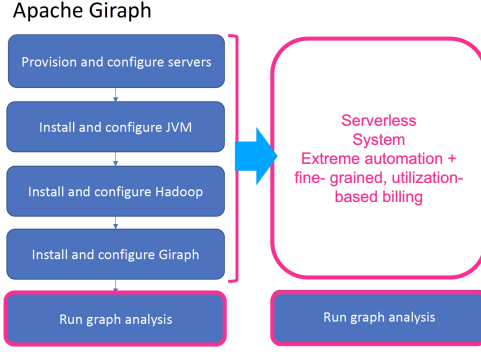 Apache Giraph
Provision and configure servers
Install and configure JVM
Install and configure Hadoop
Install and configure Giraph
Run graph analysis
Serverless
System
Extreme automation +
fine- grained, utilization-
based billing
Run graph analysis